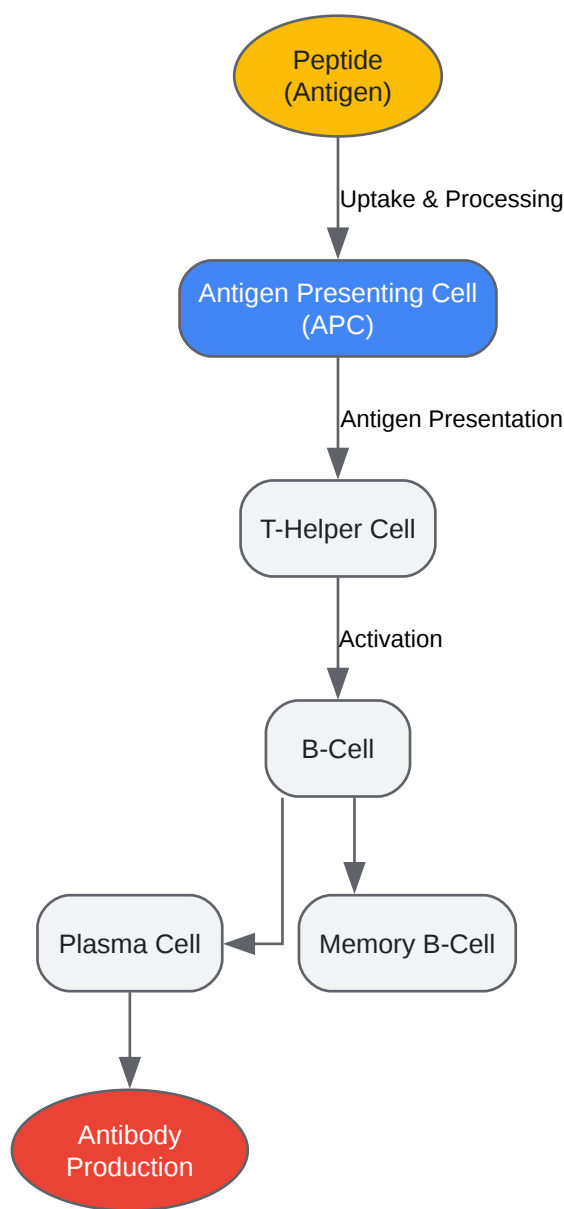 Peptide
(Antigen)
Uptake & Processing
Antigen Presenting Cell
(APC)
Antigen Presentation
T-Helper Cell
Activation
B-Cell
Plasma Cell
Memory B-Cell
Antibody
Production